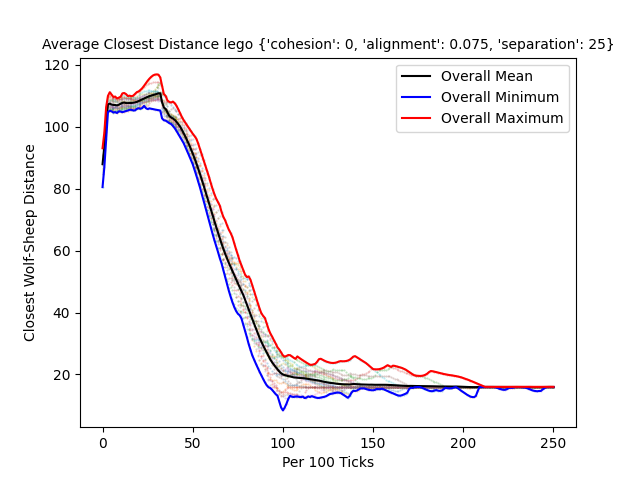 Average Closest Distance lego {'cohesion': 0, 'alignment': 0.075, 'separation': 25}
120
100
80
60
40
20
Closest Wolf-Sheep Distance
Overall Mean
Overall Minimum
Overall Maximum
0
50
100
150
200
250
Per 100 Ticks